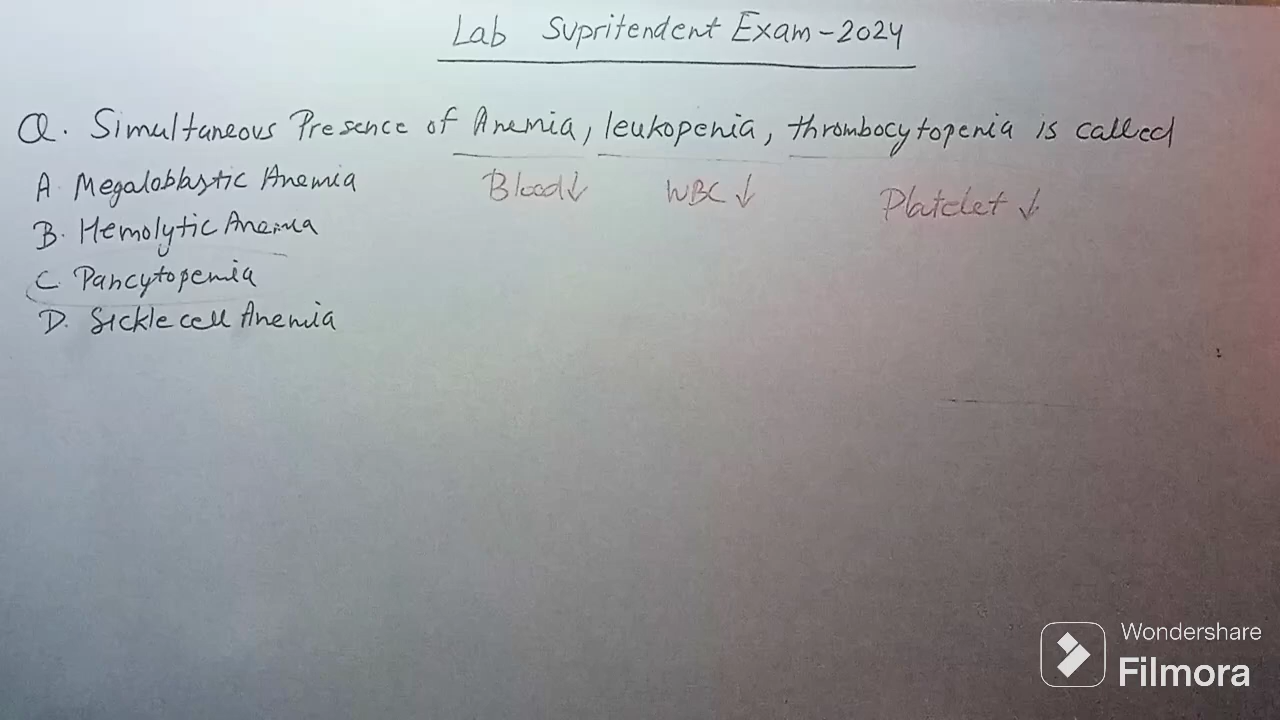 Lab Supritendent Exam-2024
Q. Simultaneous Presence of Anemia, leukopenia, thrombocytopenia is called
A. Megaloblastic Anemia
Blood↓ WBC↓ Platelet↓
B. Hemolytic Anemia
C. Pancytopenia
D. Sickle cell Anemia
Wondershare
Filmora